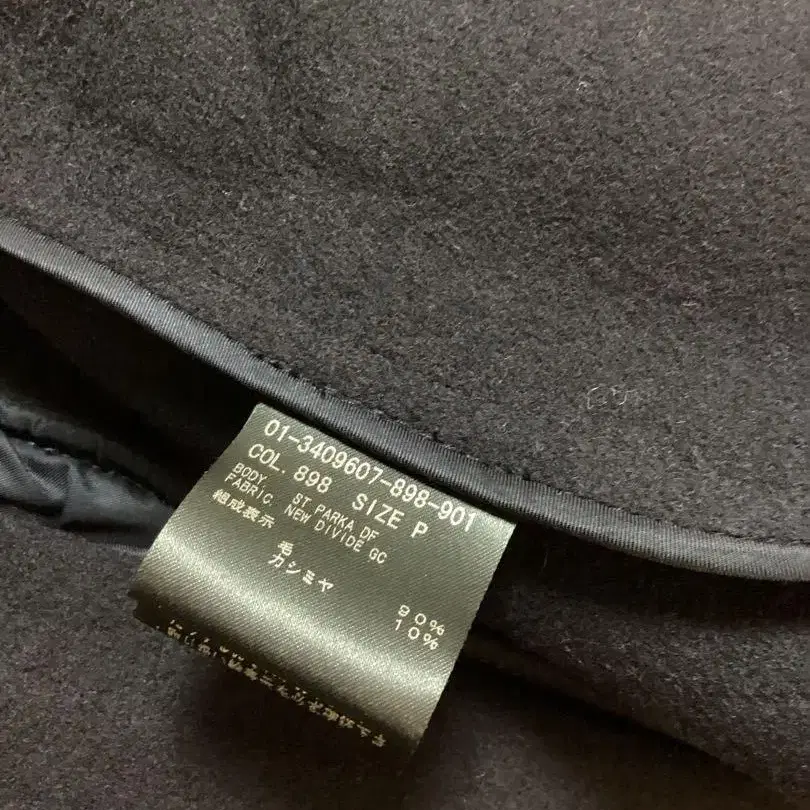 01-3409607-898-901
COL. 898 SIZE P
BODY ST PARKA DF
FABRIC NEW DIVIDE GC
組成表示
毛 90%
カシミヤ 10%